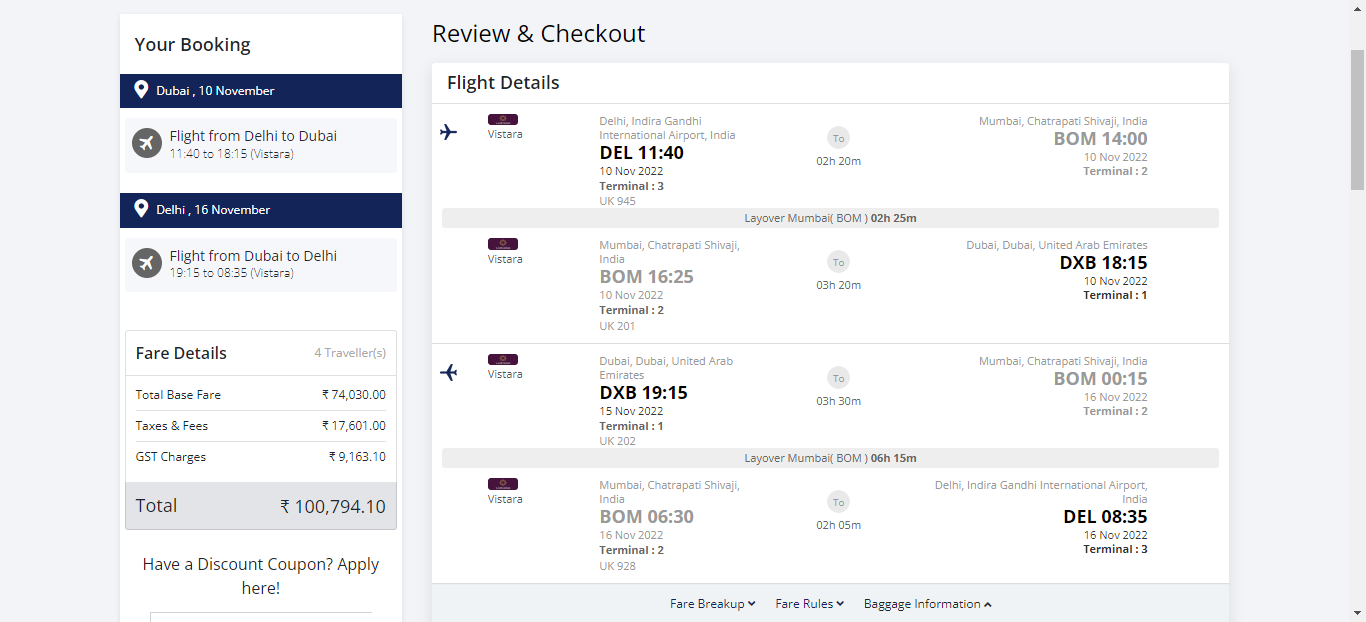 Your Booking
Dubai , 10 November
Flight from Delhi to Dubai
11:40 to 18:15 (Vistara)
Delhi , 16 November
Flight from Dubai to Delhi
19:15 to 08:35 (Vistara)
Fare Details 4 Traveller(s)
Total Base Fare ₹ 74,030.00
Taxes & Fees ₹ 17,601.00
GST Charges ₹ 9,163.10
Total ₹ 100,794.10
Have a Discount Coupon? Apply
here!
Review & Checkout
Flight Details
Vistara
Delhi, Indira Gandhi
International Airport, India
DEL 11:40
10 Nov 2022
Terminal : 3
UK 945
To
02h 20m
Mumbai, Chatrapati Shivaji, India
BOM 14:00
10 Nov 2022
Terminal : 2
Layover Mumbai( BOM ) 02h 25m
Vistara
Mumbai, Chatrapati Shivaji,
India
BOM 16:25
10 Nov 2022
Terminal : 2
UK 201
To
03h 20m
Dubai, Dubai, United Arab Emirates
DXB 18:15
10 Nov 2022
Terminal : 1
Vistara
Dubai, Dubai, United Arab
Emirates
DXB 19:15
15 Nov 2022
Terminal : 1
UK 202
To
03h 30m
Mumbai, Chatrapati Shivaji, India
BOM 00:15
16 Nov 2022
Terminal : 2
Layover Mumbai( BOM ) 06h 15m
Vistara
Mumbai, Chatrapati Shivaji,
India
BOM 06:30
16 Nov 2022
Terminal : 2
UK 928
To
02h 05m
Delhi, Indira Gandhi International Airport,
India
DEL 08:35
16 Nov 2022
Terminal : 3
Fare Breakup Fare Rules Baggage Information